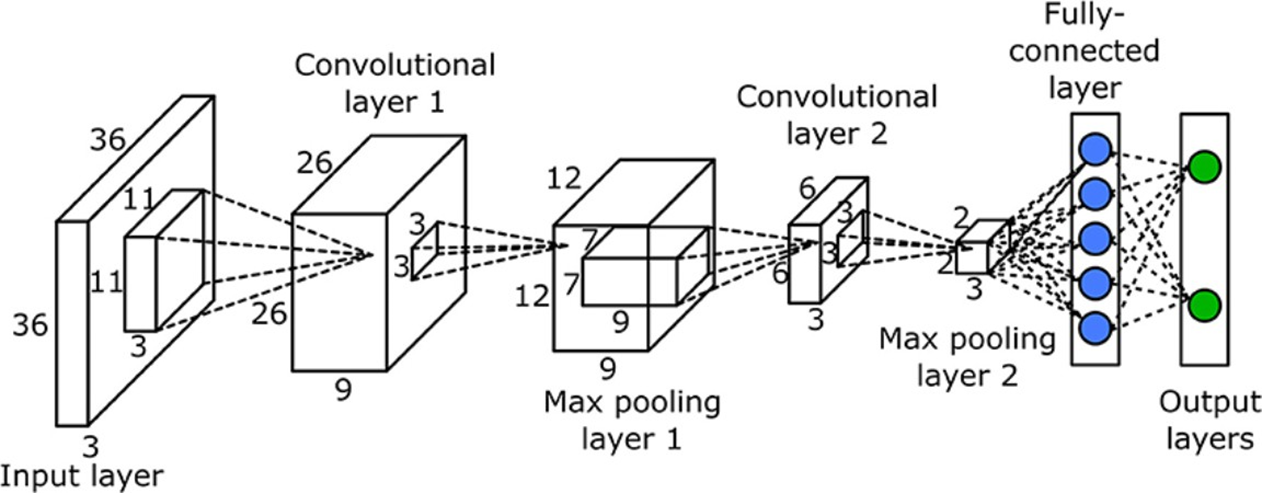 Fully-
connected
layer
Convolutional
layer 1
Convolutional
layer 2
36
11
11
36
3
3
Input layer
26
26
3
3
9
12
12
7
7
9
9
Max pooling
layer 1
6
3
3
6
3
2
2
3
Max pooling
layer 2
Output
layers